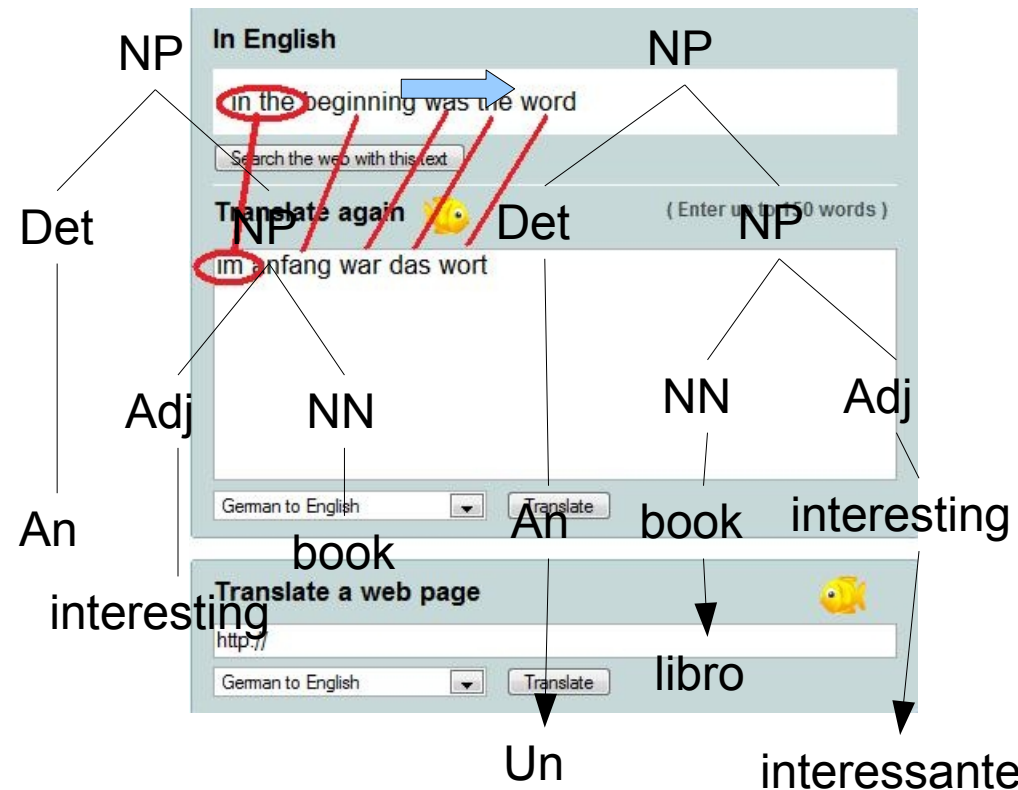 In English
NP
NP
in the beginning was the word
Search the web with this text
Translate again
( Enter up to 150 words )
Det
NP
Det
NP
im anfang war das wort
Adj
NN
NN
Adj
German to English
Translate
An
book
An
book
interesting
Translate a web page
interesting
http://
German to English
Translate
libro
Un
interessante